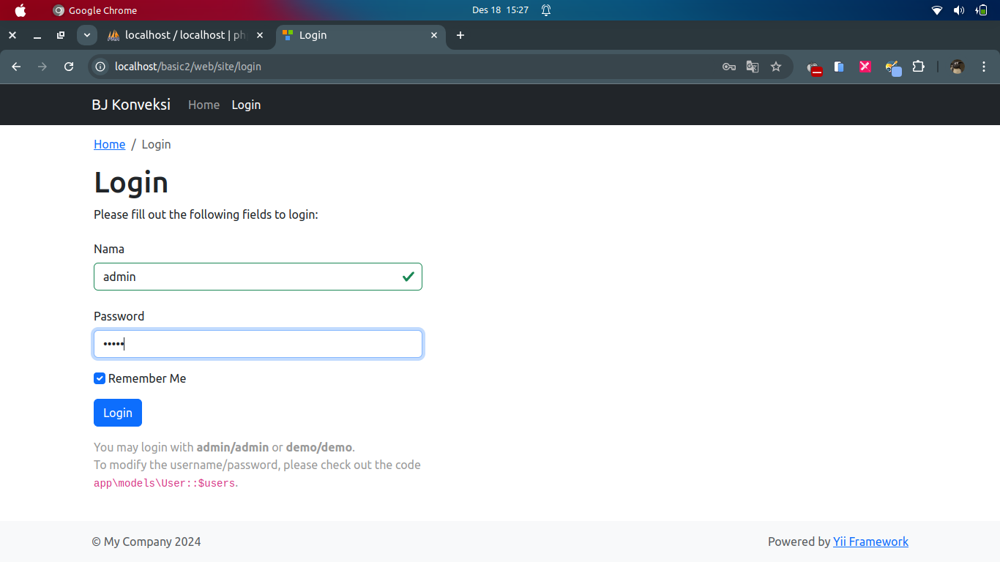 Google Chrome
Des 18 15:27
localhost / localhost | ph
Login
localhost/basic2/web/site/login
BJ Konveksi
Home
Login
Home / Login
Login
Please fill out the following fields to login:
Nama
admin
Password
•••••
Remember Me
Login
You may login with admin/admin or demo/demo.
To modify the username/password, please check out the code
app\models\User::$users.
© My Company 2024
Powered by Yii Framework